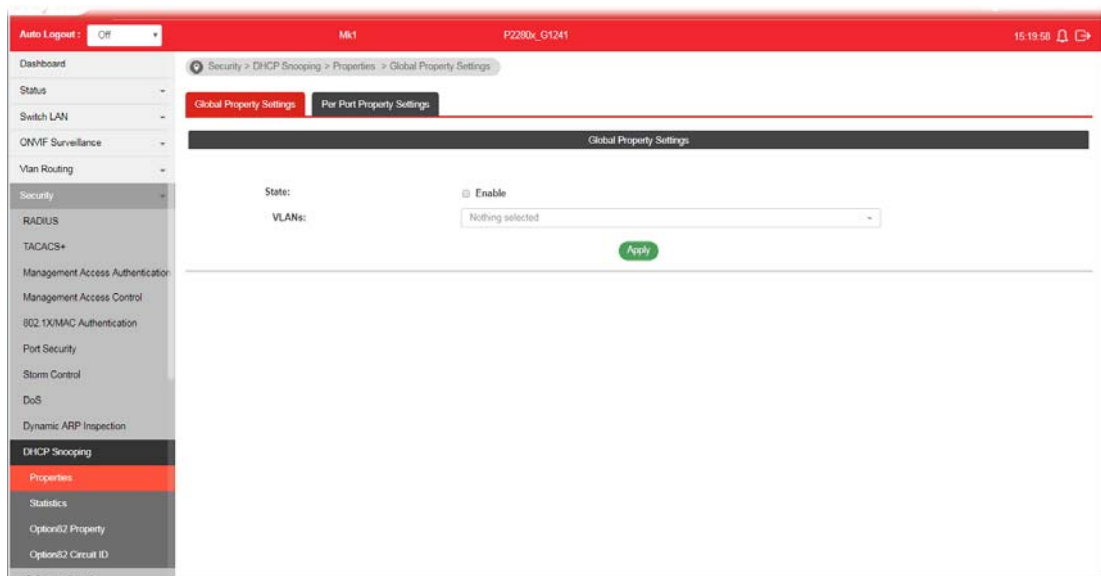 Auto Logout : Off Mk1 P2280x_G1241 15:19:58
Dashboard
Status
Switch LAN
ONVIF Surveillance
Vlan Routing
Security
RADIUS
TACACS+
Management Access Authentication
Management Access Control
802.1X/MAC Authentication
Port Security
Storm Control
DoS
Dynamic ARP Inspection
DHCP Snooping
Properties
Statistics
Option82 Property
Option82 Circuit ID
Security > DHCP Snooping > Properties > Global Property Settings
Global Property Settings Per Port Property Settings
Global Property Settings
State: Enable
VLANs: Nothing selected
Apply